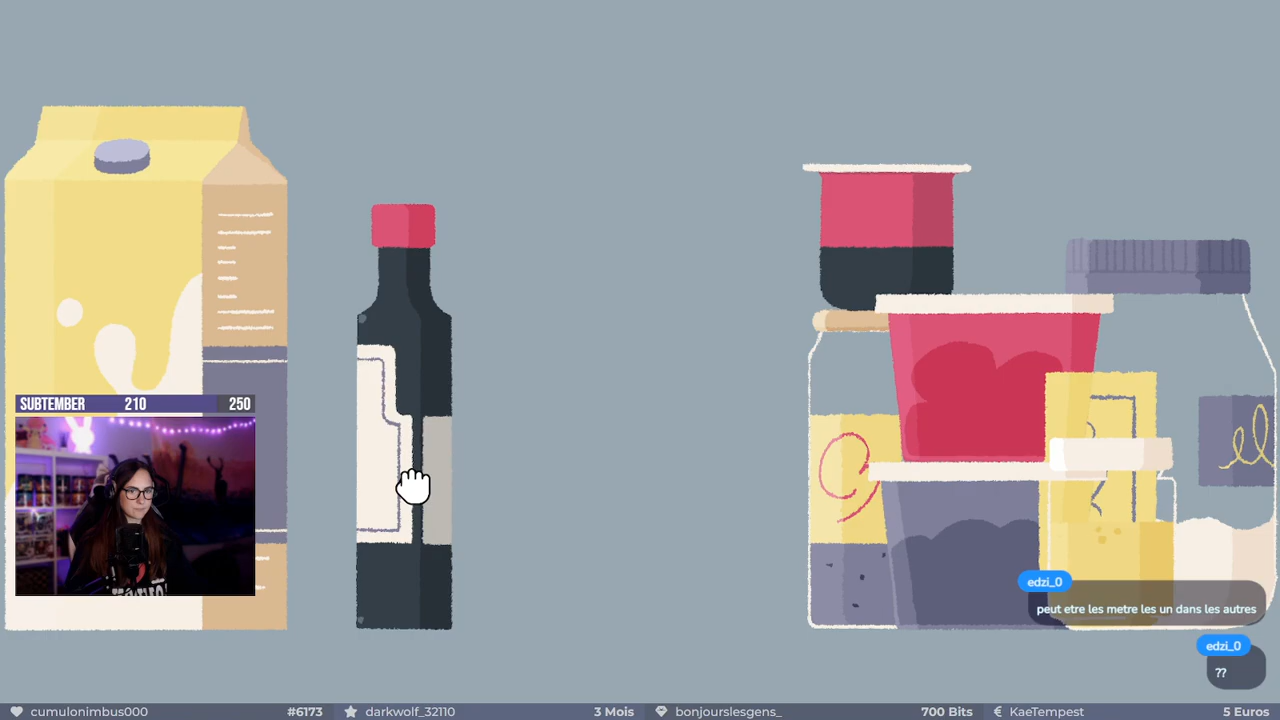 SUBTEMBER 210 250
edzi_0
peut etre les metre les un dans les autres
edzi_0
??
cumulonimbus000 #6173 darkwolf_32110 3 Mois bonjourslesgens_ 700 Bits € KaeTempest 5 Euros